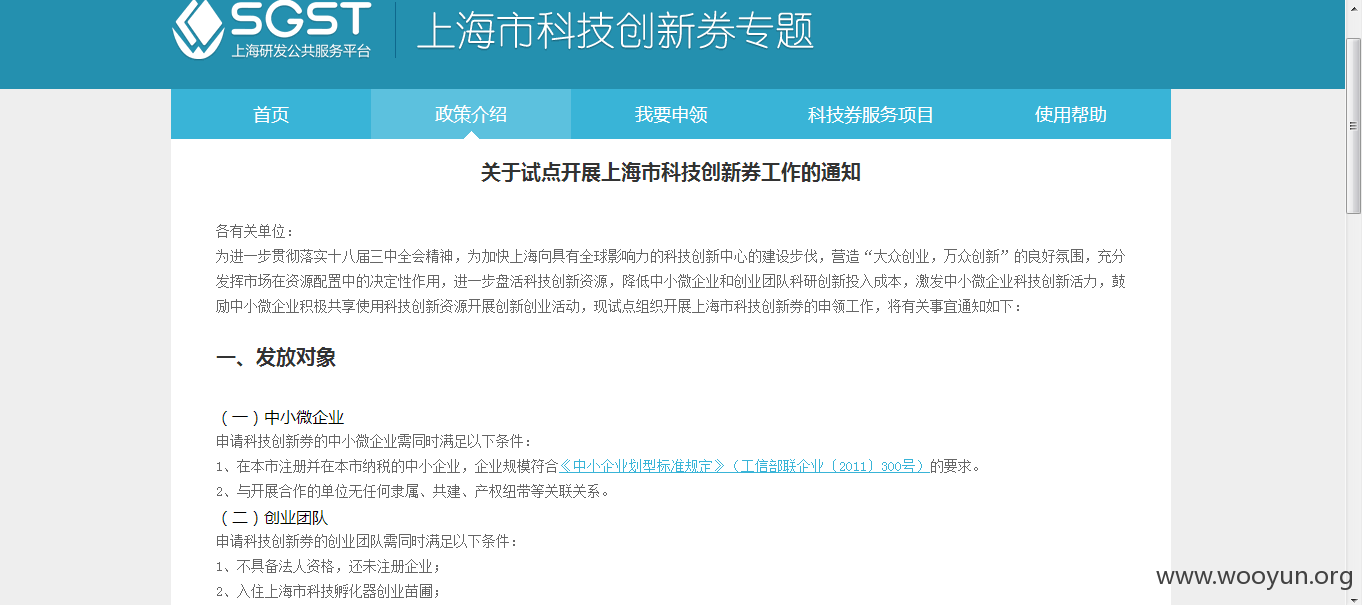 SGST
上海研发公共服务平台
上海市科技创新券专题
首页
政策介绍
我要申领
科技券服务项目
使用帮助
关于试点开展上海市科技创新券工作的通知
各有关单位：
为进一步贯彻落实十八届三中全会精神，为加快上海向具有全球影响力的科技创新中心的建设步伐，营造“大众创业，万众创新”的良好氛围，充分
发挥市场在资源配置中的决定性作用，进一步盘活科技创新资源，降低中小微企业和创业团队科研创新投入成本，激发中小微企业科技创新活力，鼓
励中小微企业积极共享使用科技创新资源开展创新创业活动，现试点组织开展上海市科技创新券的申领工作，将有关事宜通知如下：
一、发放对象
（一）中小微企业
申请科技创新券的中小微企业需同时满足以下条件：
1、在本市注册并在本市纳税的中小企业，企业规模符合《中小企业划型标准规定》（工信部联企业〔2011〕300号）的要求。
2、与开展合作的单位无任何隶属、共建、产权纽带等关联关系。
（二）创业团队
申请科技创新券的创业团队需同时满足以下条件：
1、不具备法人资格，还未注册企业；
2、入住上海市科技孵化器创业苗圃；
www.wooyun.org